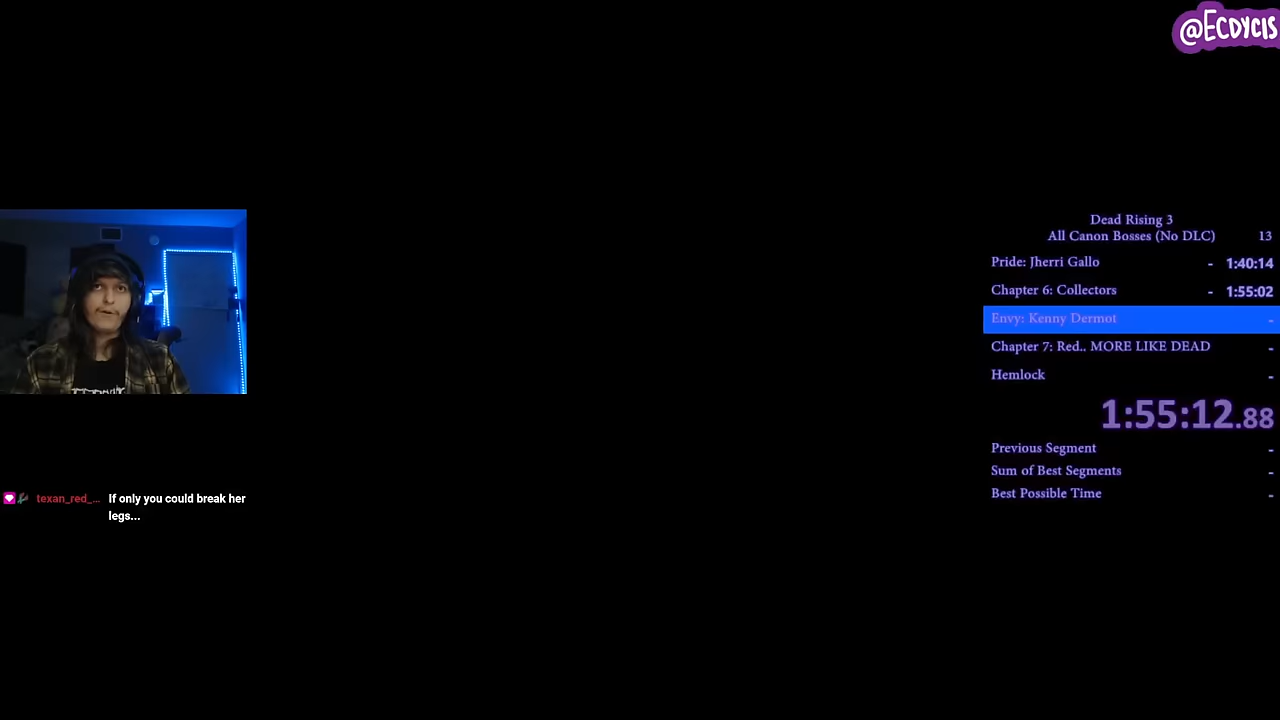 @ECDYCIS
Dead Rising 3
All Canon Bosses (No DLC) 13
Pride: Jherri Gallo - 1:40:14
Chapter 6: Collectors - 1:55:02
Envy: Kenny Dermot -
Chapter 7: Red.. MORE LIKE DEAD -
Hemlock -
1:55:12.88
Previous Segment -
Sum of Best Segments -
Best Possible Time -
texan_red_... If only you could break her
legs...